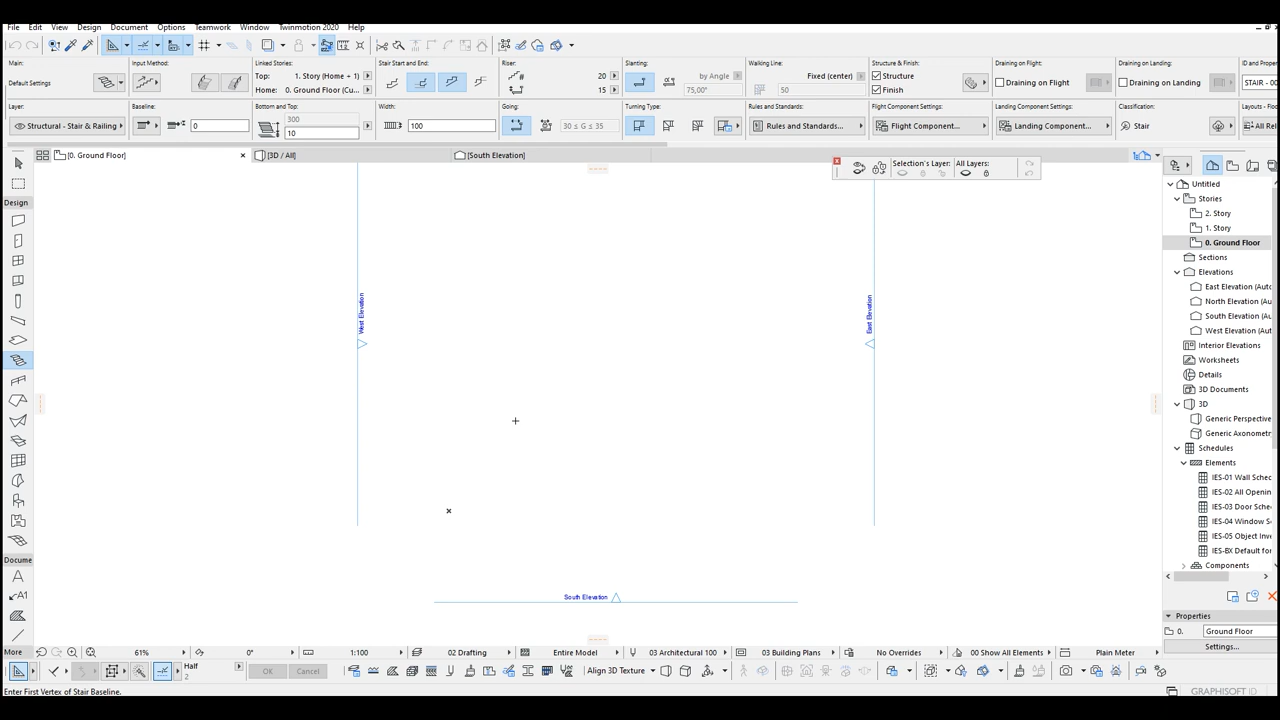 File Edit View Design Document Options Teamwork Window Twinmotion 2020 Help
Main: Input Method: Linked Stories: Stair Start and End: Riser: Slanting: Walking Line: Structure & Finish: Draining on Flight: Draining on Landing: ID and Proper
Default Settings Top: 1. Story (Home + 1) 20 by Angle Fixed (center) Structure Draining on Flight Draining on Landing STAIR - 00
Home: 0. Ground Floor (Cu... 15 75,00° 50 Finish
Layer: Baseline: Bottom and Top: Width: Going: Turning Type: Rules and Standards: Flight Component Settings: Landing Component Settings: Classification: Layouts - Floo
Structural - Stair & Railing 0 300 100 30 ≤ G ≤ 35 Rules and Standards... Flight Component... Landing Component... Stair All Rel
10
[0. Ground Floor] [3D / All] [South Elevation]
Selection's Layer: All Layers:
Design
West Elevation
East Elevation
South Elevation
Docume
A
A1
More
Untitled
Stories
2. Story
1. Story
0. Ground Floor
Sections
Elevations
East Elevation (Auto
North Elevation (Au
South Elevation (Au
West Elevation (Aut
Interior Elevations
Worksheets
Details
3D Documents
3D
Generic Perspective
Generic Axonometry
Schedules
Elements
IES-01 Wall Sched
IES-02 All Opening
IES-03 Door Sche
IES-04 Window S
IES-05 Object Inve
IES-BX Default for
Components
Properties
0. Ground Floor
Settings...
61% 0° 1:100 02 Drafting Entire Model 03 Architectural 100 03 Building Plans No Overrides 00 Show All Elements Plain Meter
Half
2
OK Cancel Align 3D Texture
Enter First Vertex of Stair Baseline.
GRAPHISOFT ID